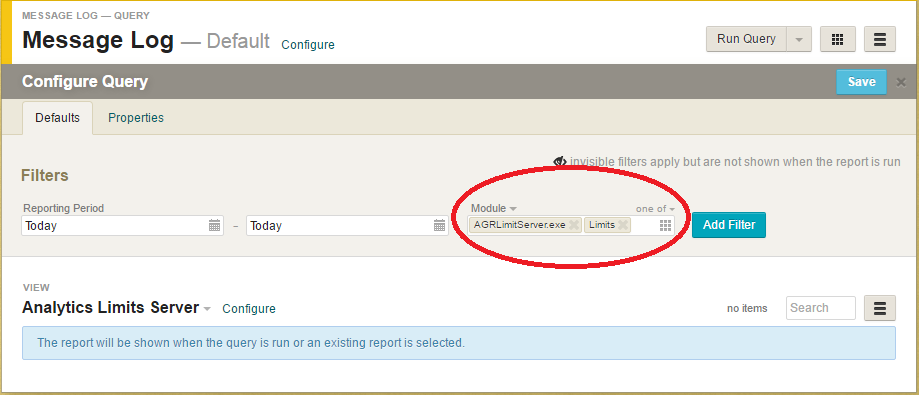 MESSAGE LOG — QUERY
Message Log — Default Configure
Run Query
Configure Query
Save
Defaults Properties
invisible filters apply but are not shown when the report is run
Filters
Reporting Period
Module
one of
Today – Today
AGRLimitServer.exe Limits
Add Filter
VIEW
Analytics Limits Server Configure
no items
Search
The report will be shown when the query is run or an existing report is selected.